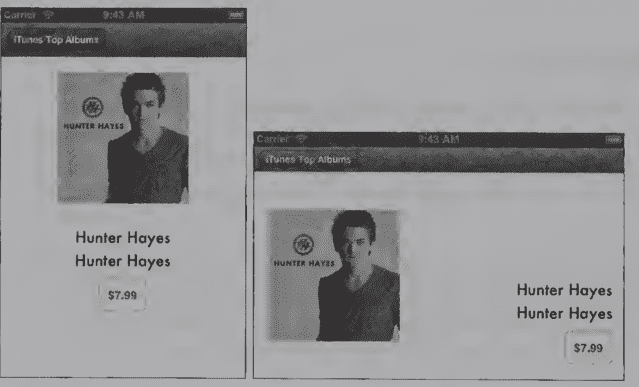 Carrier 9:43 AM
iTunes Top Albums
HUNTER HAYES
Hunter Hayes
Hunter Hayes
$7.99
Carrier 9:43 AM
iTunes Top Albums
HUNTER HAYES
Hunter Hayes
Hunter Hayes
$7.99